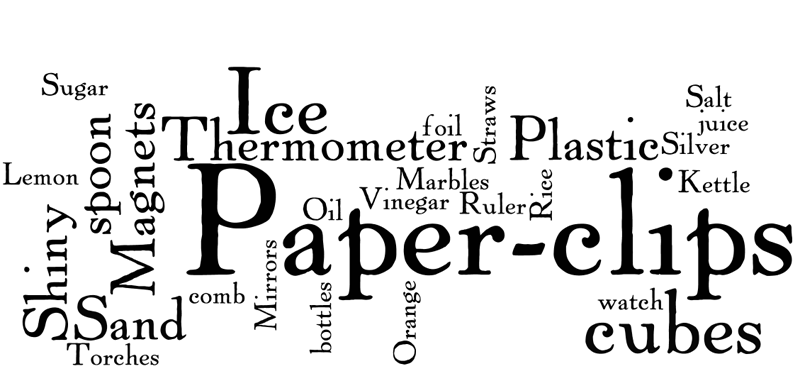 Sugar
Ice
Salt
juice
Straws
foil
Thermometer
Plastic
Silver
spoon
Magnets
Lemon
Marbles
Kettle
Vinegar
Ruler
Rice
Oil
Paper-clips
Shiny
Mirrors
comb
bottles
Orange
watch
Sand
cubes
Torches